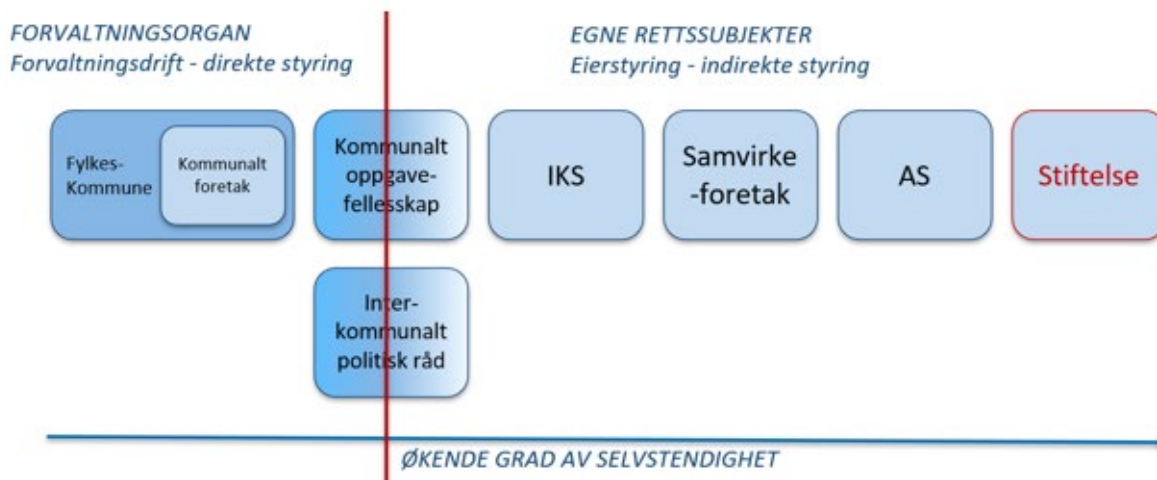 FORVALTNINGSORGAN
Forvaltningsdrift - direkte styring
EGNE RETTSSUBJEKTER
Eierstyring - indirekte styring
Fylkes-
Kommune
Kommunalt
foretak
Kommunalt
oppgave-
fellesskap
IKS
Samvirke
-foretak
AS
Stiftelse
Inter-
kommunalt
politisk råd
ØKENDE GRAD AV SELVSTENDIGHET